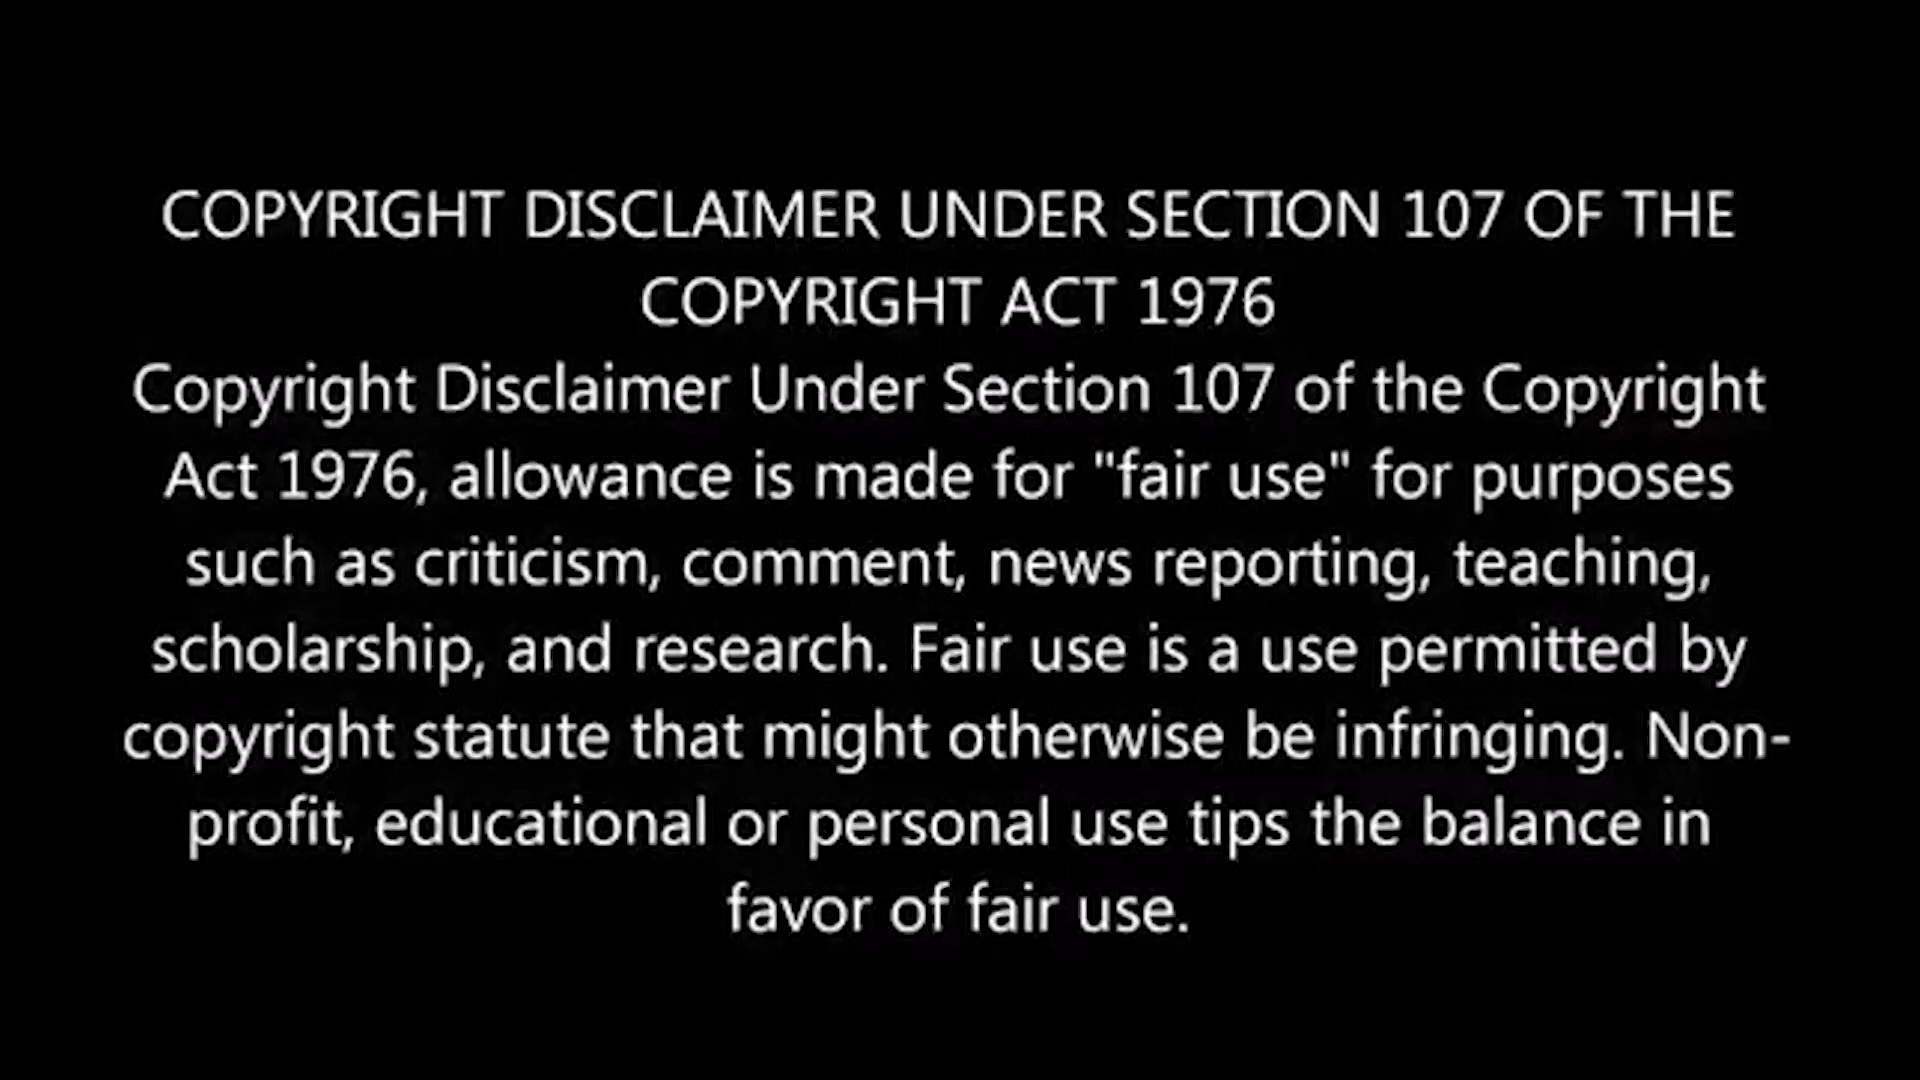 COPYRIGHT DISCLAIMER UNDER SECTION 107 OF THE
COPYRIGHT ACT 1976
Copyright Disclaimer Under Section 107 of the Copyright
Act 1976, allowance is made for "fair use" for purposes
such as criticism, comment, news reporting, teaching,
scholarship, and research. Fair use is a use permitted by
copyright statute that might otherwise be infringing. Non-
profit, educational or personal use tips the balance in
favor of fair use.